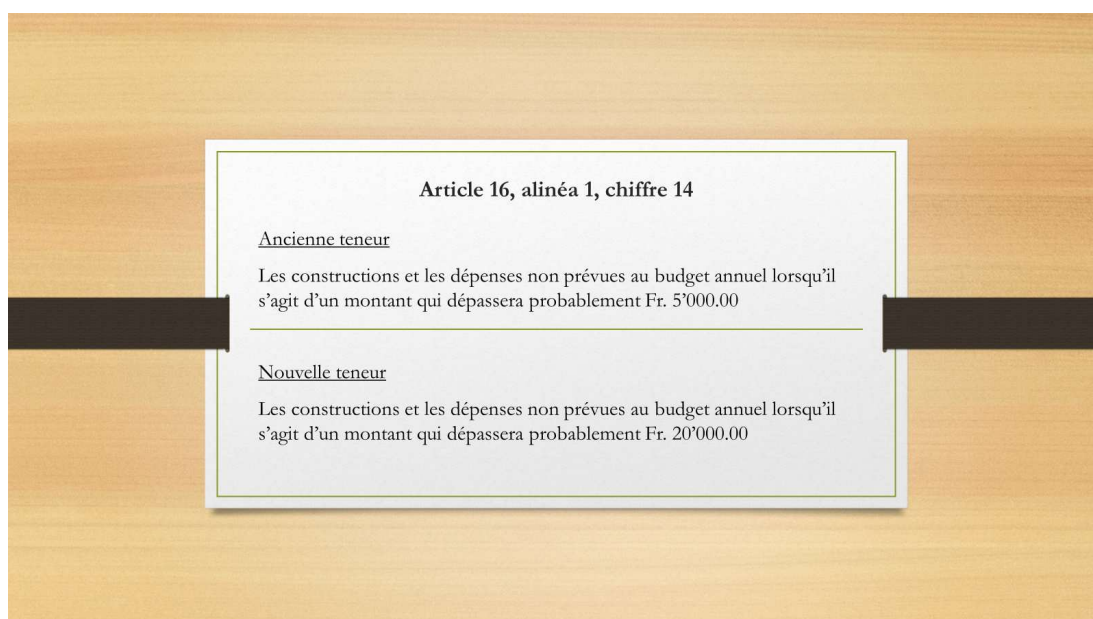 Article 16, alinéa 1, chiffre 14
Ancienne teneur
Les constructions et les dépenses non prévues au budget annuel lorsqu’il
s’agit d’un montant qui dépassera probablement Fr. 5’000.00
Nouvelle teneur
Les constructions et les dépenses non prévues au budget annuel lorsqu’il
s’agit d’un montant qui dépassera probablement Fr. 20’000.00